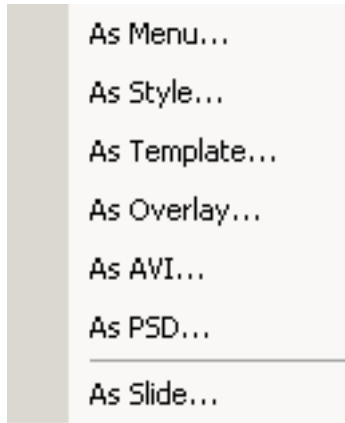 As Menu...
As Style...
As Template...
As Overlay...
As AVI...
As PSD...
As Slide...